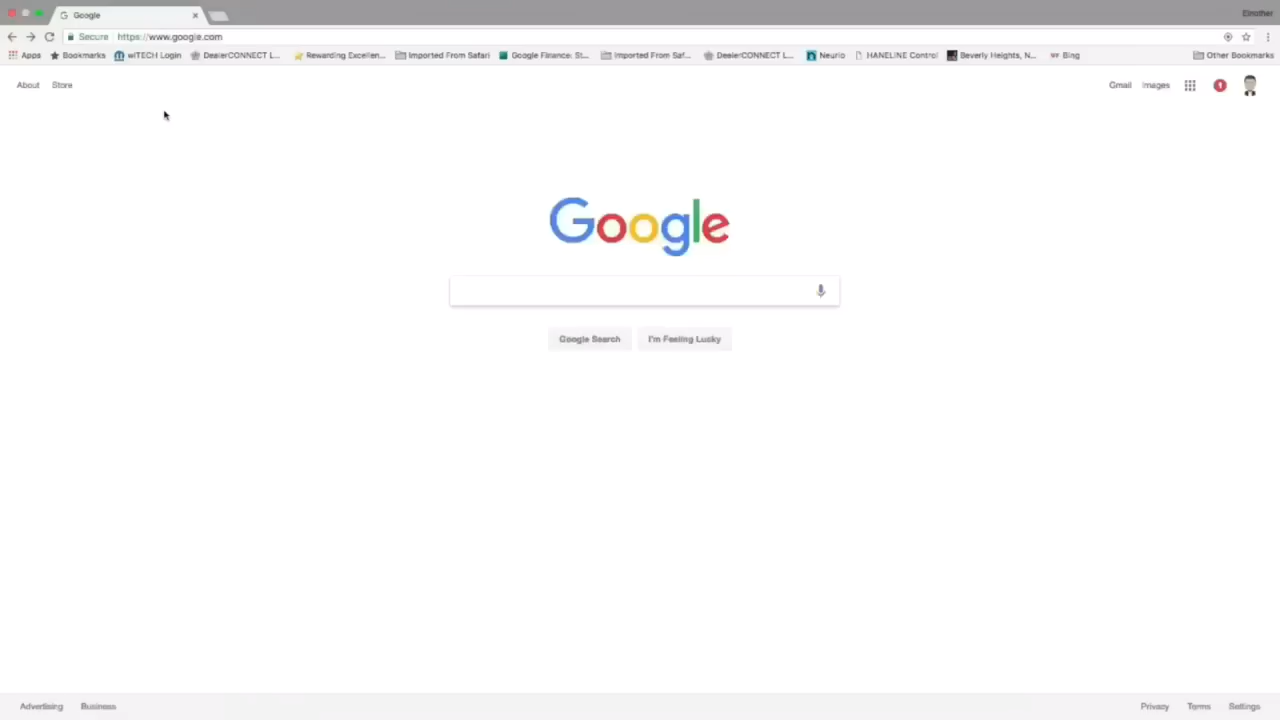 Google
Secure https://www.google.com
Apps Bookmarks wiTECH Login DealerCONNECT L... Rewarding Excellen... Imported From Safari Google Finance: St... Imported From Saf... DealerCONNECT L... Neurio HANELINE Control Beverly Heights, N... Bing Other Bookmarks
About Store Gmail Images 1
Google
Google Search I'm Feeling Lucky
Advertising Business Privacy Terms Settings